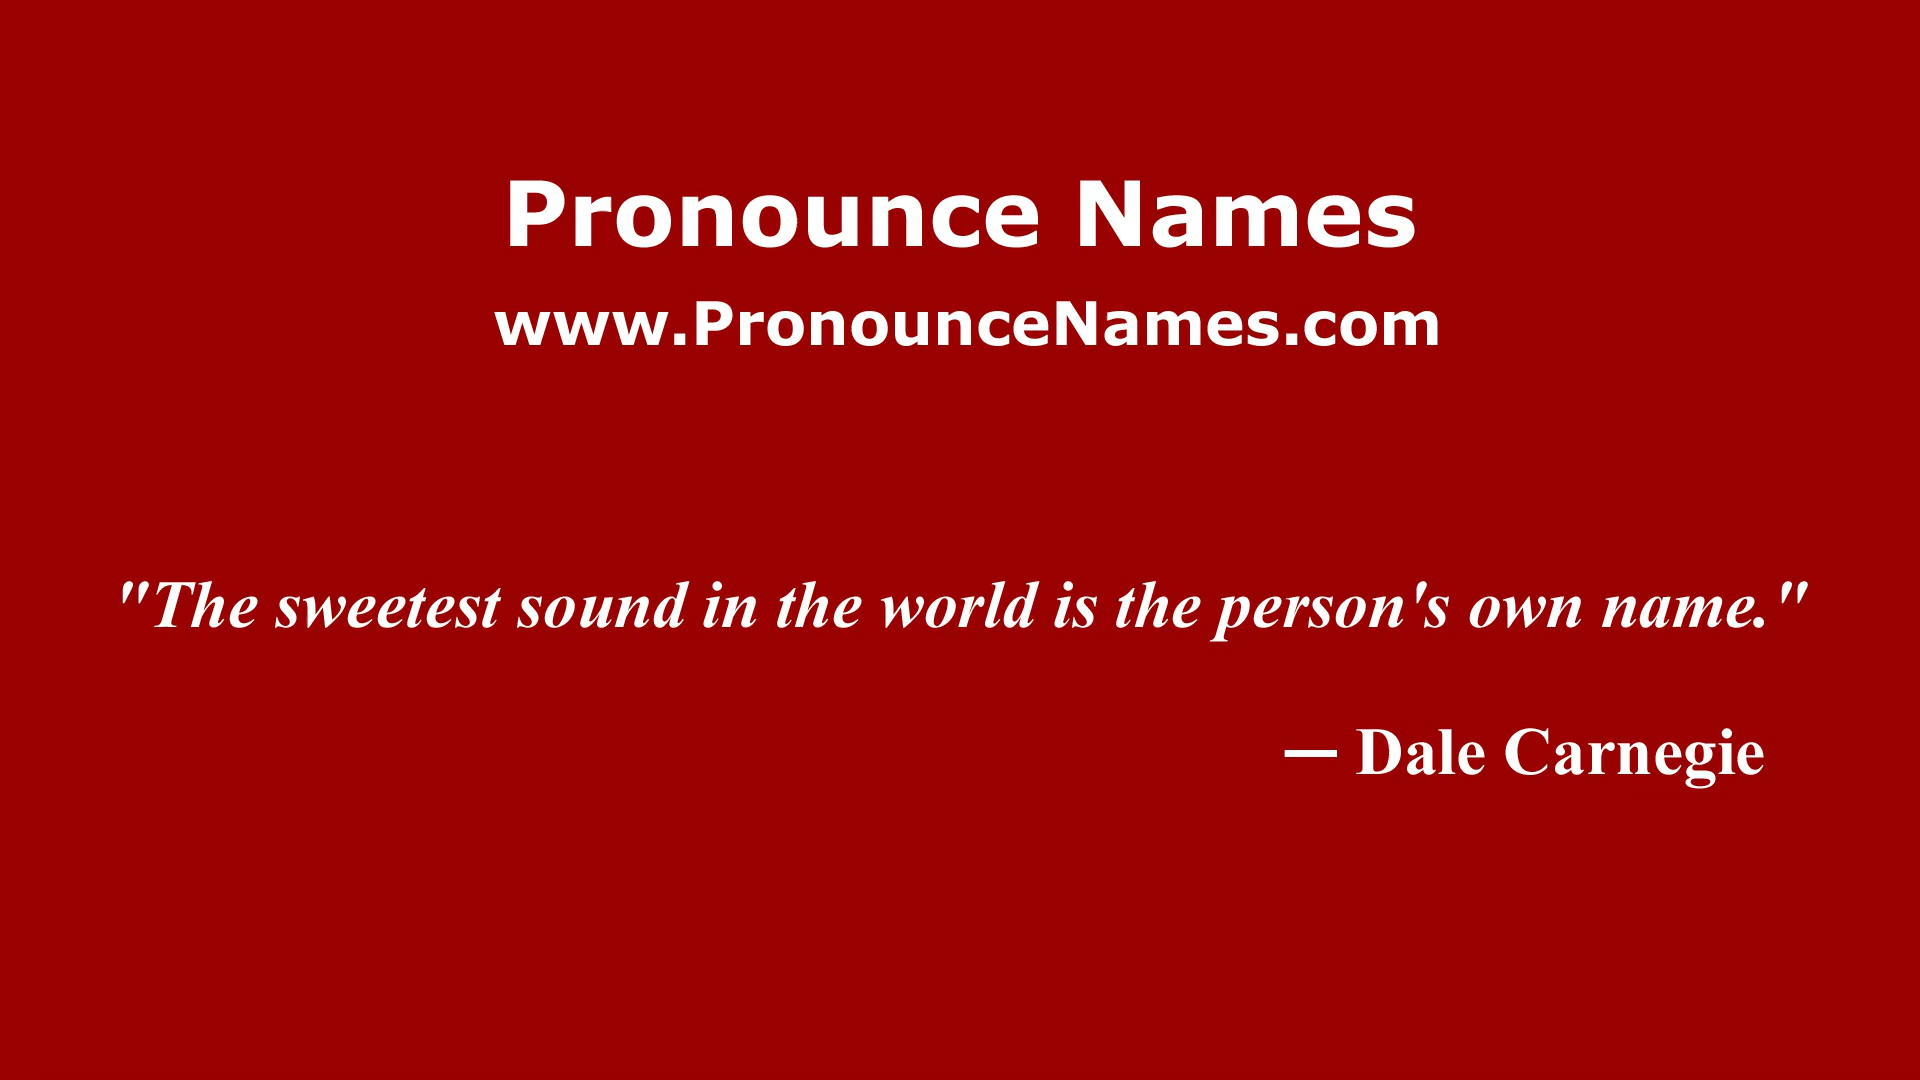 Pronounce Names
www.PronounceNames.com
"The sweetest sound in the world is the person's own name."
— Dale Carnegie